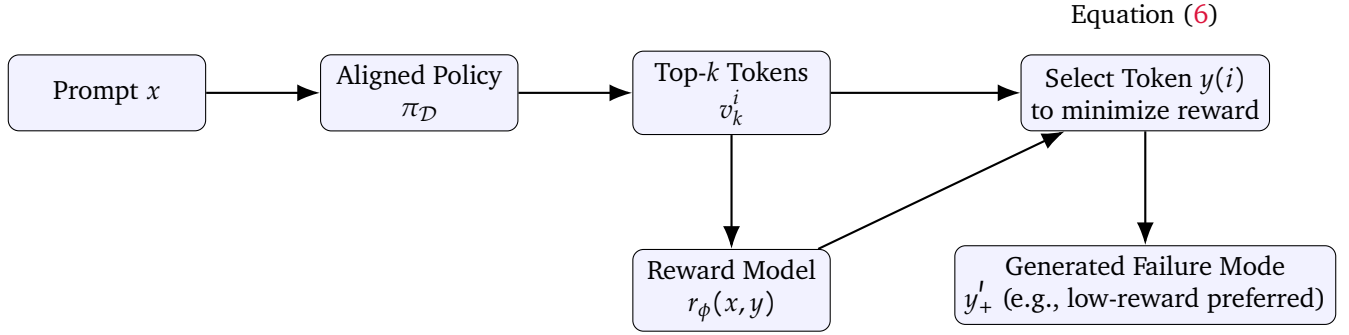 Equation (6)
Prompt x
Aligned Policy
π_𝒟
Top-k Tokens
v_k^i
Select Token y(i)
to minimize reward
Reward Model
r_ϕ(x, y)
Generated Failure Mode
y′_+ (e.g., low-reward preferred)